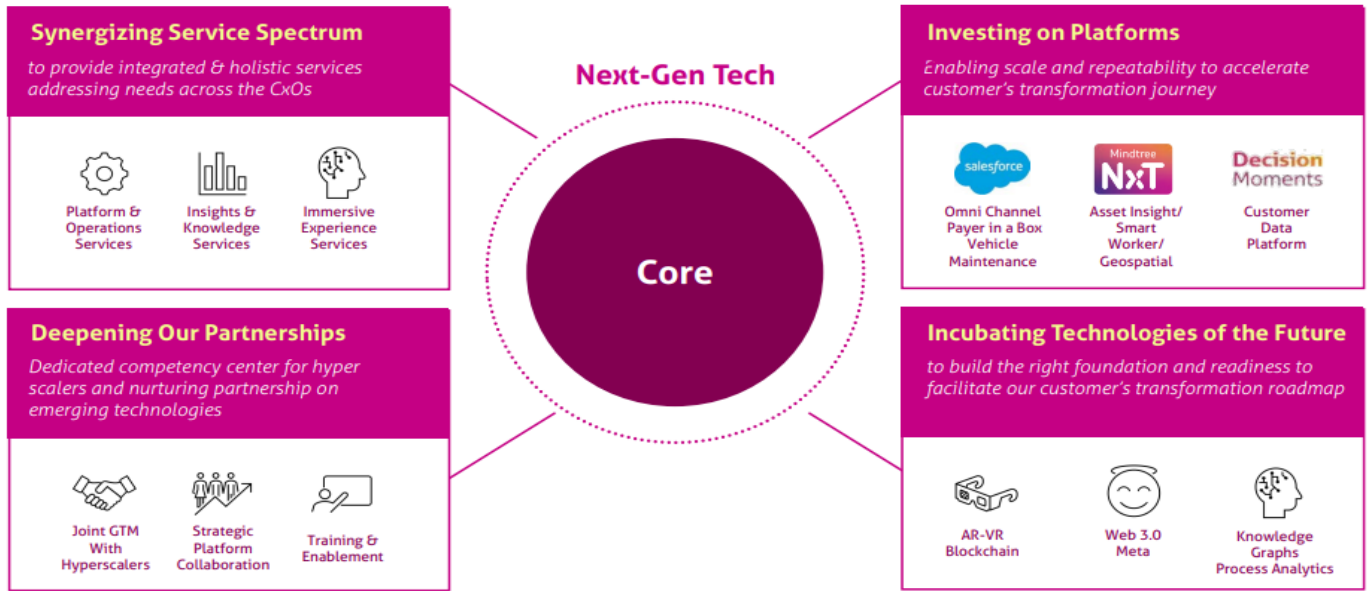 Synergizing Service Spectrum
to provide integrated & holistic services
addressing needs across the CxOs
Platform &
Operations
Services
Insights &
Knowledge
Services
Immersive
Experience
Services
Next-Gen Tech
Core
Investing on Platforms
Enabling scale and repeatability to accelerate
customer's transformation journey
salesforce
Omni Channel
Payer in a Box
Vehicle
Maintenance
Mindtree
NxT
Asset Insight/
Smart
Worker/
Geospatial
Decision
Moments
Customer
Data
Platform
Deepening Our Partnerships
Dedicated competency center for hyper
scalers and nurturing partnership on
emerging technologies
Joint GTM
With
Hyperscalers
Strategic
Platform
Collaboration
Training &
Enablement
Incubating Technologies of the Future
to build the right foundation and readiness to
facilitate our customer's transformation roadmap
AR-VR
Blockchain
Web 3.0
Meta
Knowledge
Graphs
Process Analytics